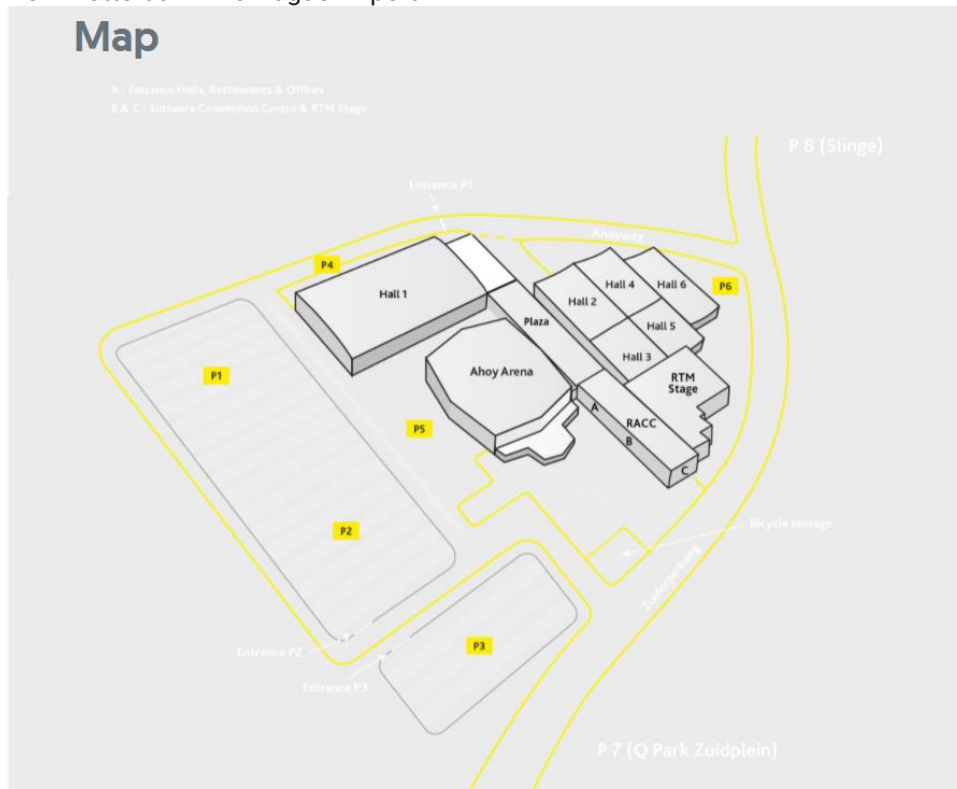 Map
A - Entrance Halls, Restaurants & Offices
B & C - Entrance Convention Centre & RTM Stage
P 8 (Slinge)
Entrance P1
Ahoyweg
P4
Hall 1
Hall 4
Hall 6
P6
Hall 2
Plaza
Hall 5
Hall 3
P1
Ahoy Arena
RTM
Stage
A
RACC
P5
B
C
P2
Bicycle storage
Zuiderparkweg
P3
Entrance P2
Entrance P3
P 7 (Q Park Zuidplein)